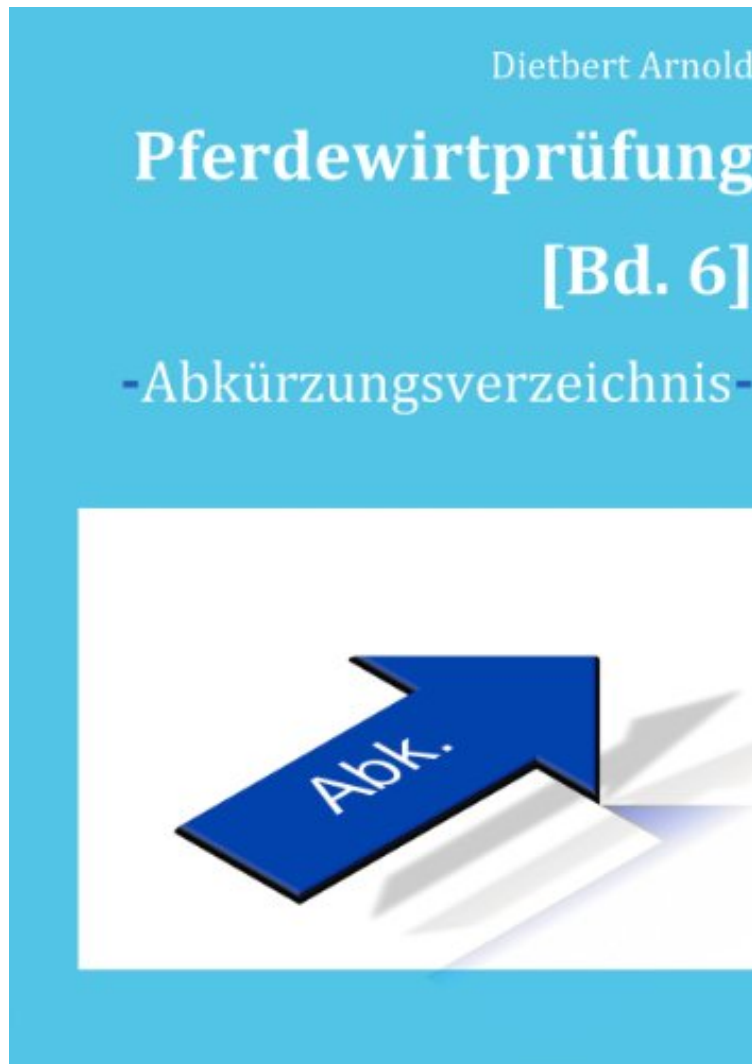 Dietbert Arnold
Pferdewirtprüfung
[Bd. 6]
-Abkürzungsverzeichnis-
Abk.